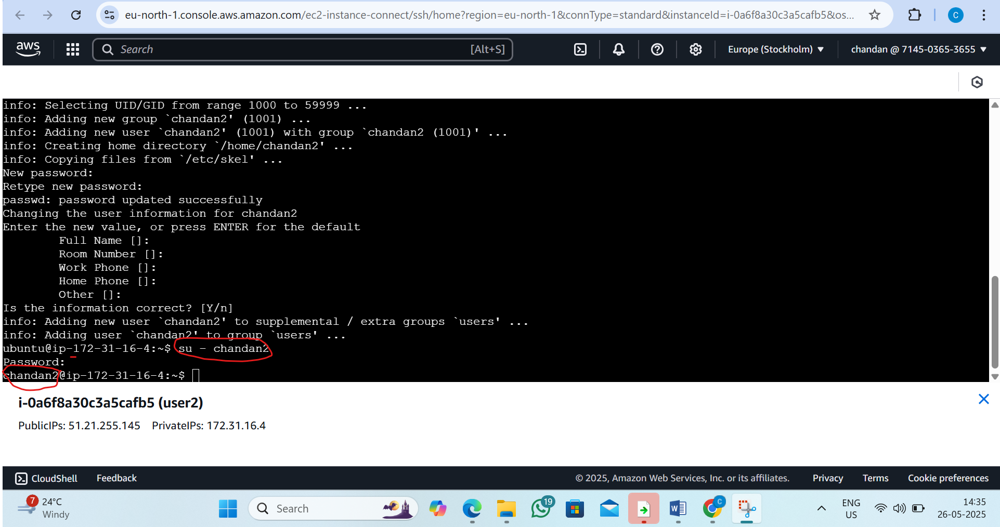 eu-north-1.console.aws.amazon.com/ec2-instance-connect/ssh/home?region=eu-north-1&connType=standard&instanceId=i-0a6f8a30c3a5cafb5&os...
C
aws
Search
[Alt+S]
Europe (Stockholm)
chandan @ 7145-0365-3655
info: Selecting UID/GID from range 1000 to 59999 ...
info: Adding new group `chandan2' (1001) ...
info: Adding new user `chandan2' (1001) with group `chandan2 (1001)' ...
info: Creating home directory `/home/chandan2' ...
info: Copying files from `/etc/skel' ...
New password:
Retype new password:
passwd: password updated successfully
Changing the user information for chandan2
Enter the new value, or press ENTER for the default
Full Name []:
Room Number []:
Work Phone []:
Home Phone []:
Other []:
Is the information correct? [Y/n]
info: Adding new user `chandan2' to supplemental / extra groups `users' ...
info: Adding user `chandan2' to group `users' ...
ubuntu@ip-172-31-16-4:~$ su - chandan2
Password:
chandan2@ip-172-31-16-4:~$
i-0a6f8a30c3a5cafb5 (user2)
PublicIPs: 51.21.255.145 PrivateIPs: 172.31.16.4
CloudShell
Feedback
© 2025, Amazon Web Services, Inc. or its affiliates.
Privacy
Terms
Cookie preferences
7
24°C
Windy
Search
19
W
C
ENG
US
14:35
26-05-2025